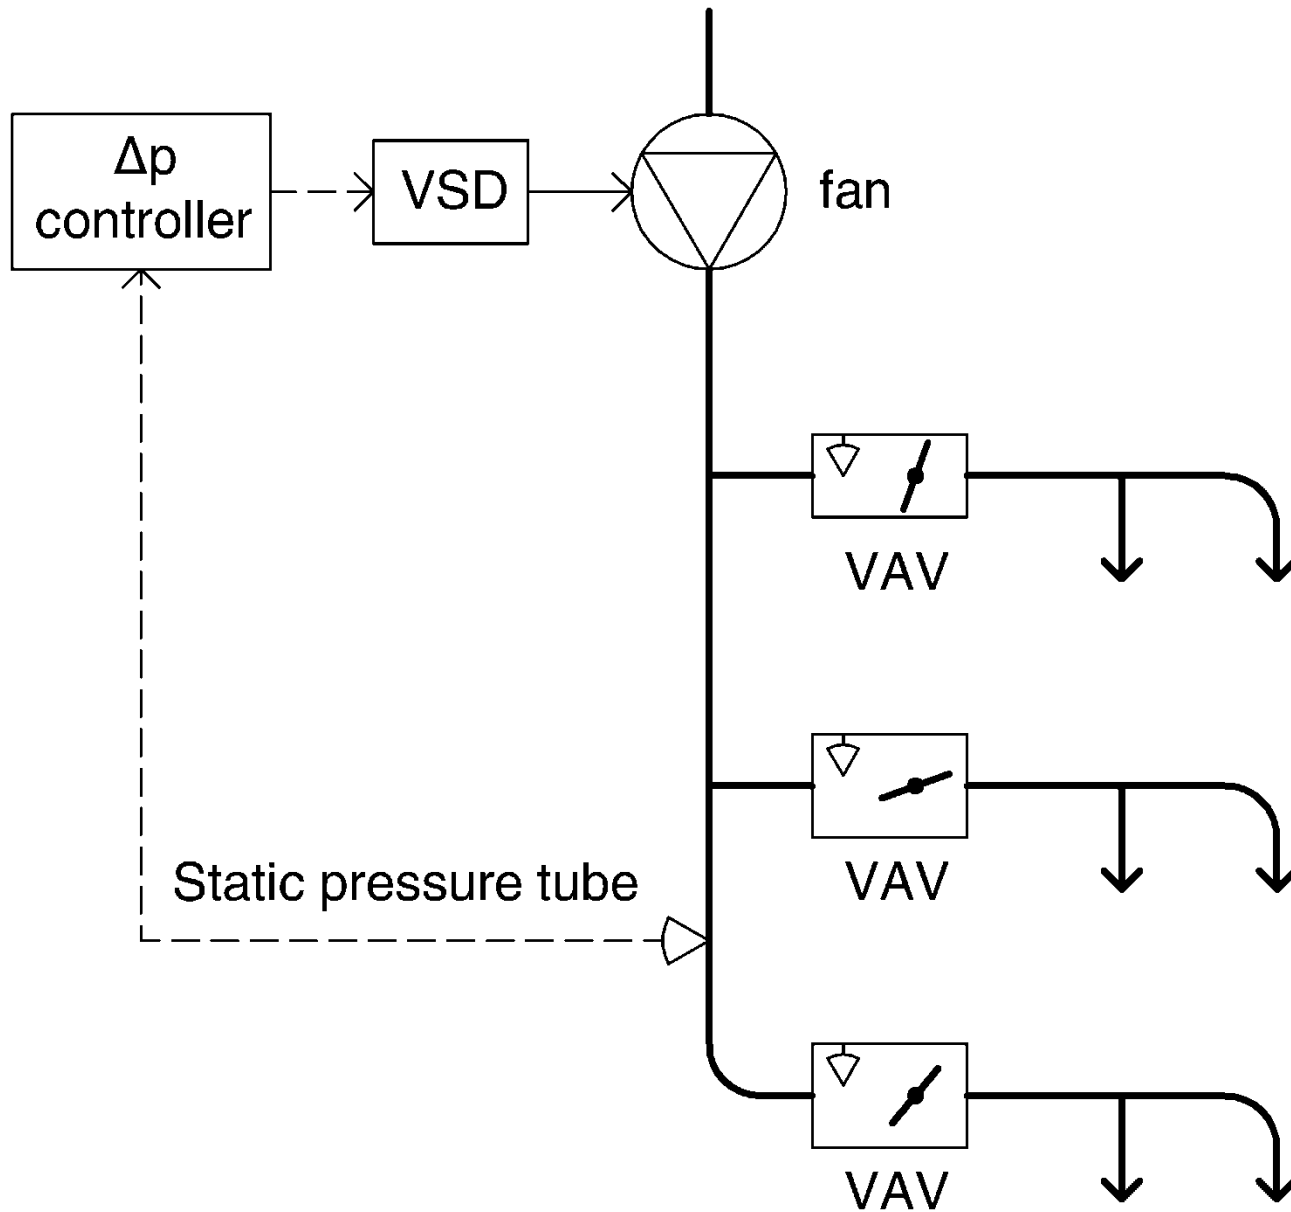 Δp
controller
VSD
fan
VAV
VAV
Static pressure tube
VAV